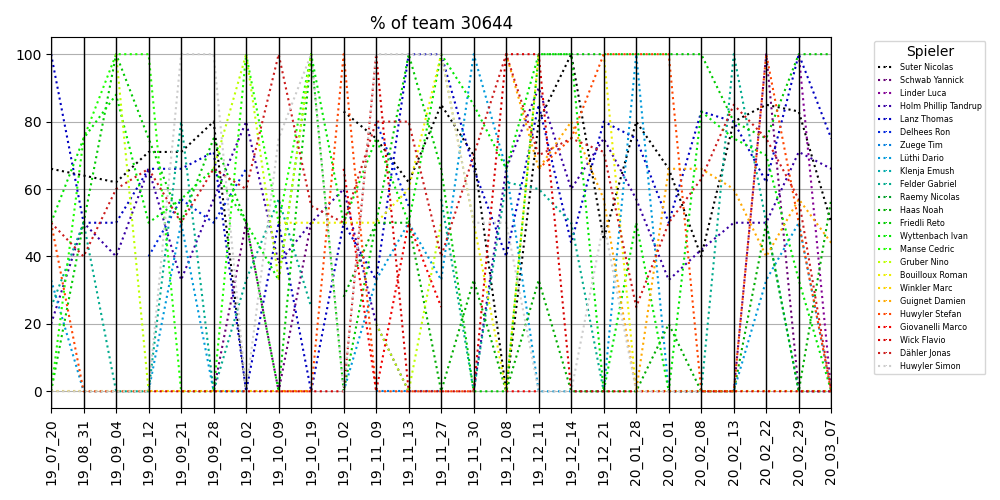 % of team 30644
100
80
60
40
20
0
19_07_20
19_08_31
19_09_04
19_09_12
19_09_21
19_09_28
19_10_02
19_10_09
19_10_19
19_11_02
19_11_09
19_11_13
19_11_27
19_11_30
19_12_08
19_12_11
19_12_14
19_12_21
20_01_28
20_02_01
20_02_08
20_02_13
20_02_22
20_02_29
20_03_07
Spieler
Suter Nicolas
Schwab Yannick
Linder Luca
Holm Phillip Tandrup
Lanz Thomas
Delhees Ron
Zuege Tim
Lüthi Dario
Klenja Emush
Felder Gabriel
Raemy Nicolas
Haas Noah
Friedli Reto
Wyttenbach Ivan
Manse Cedric
Gruber Nino
Bouilloux Roman
Winkler Marc
Guignet Damien
Huwyler Stefan
Giovanelli Marco
Wick Flavio
Dähler Jonas
Huwyler Simon